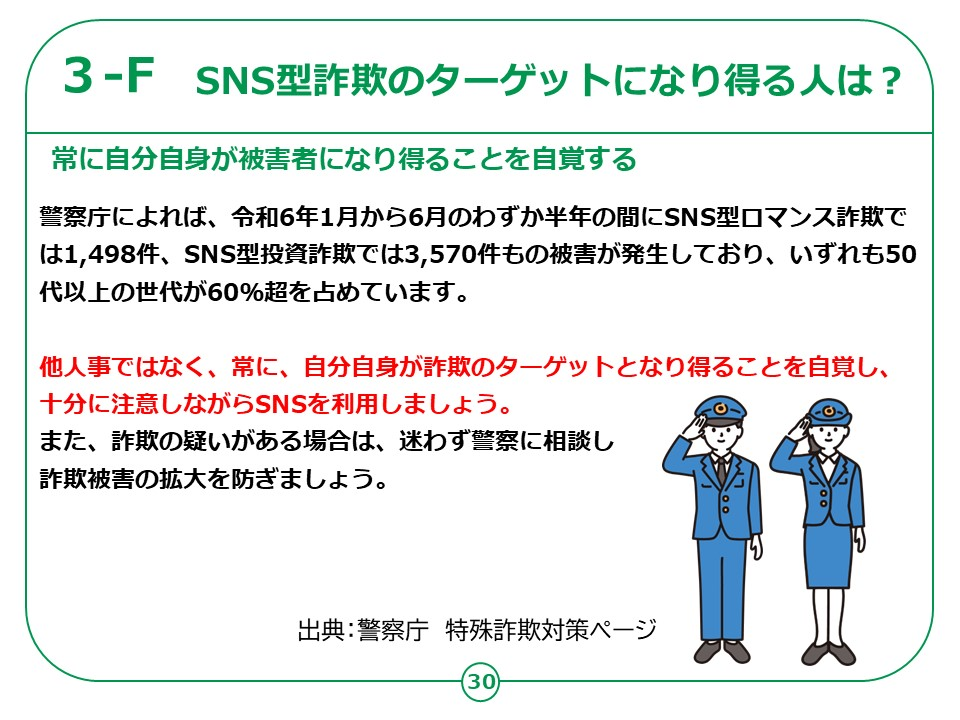 ３-F　SNS型詐欺のターゲットになり得る人は？
常に自分自身が被害者になり得ることを自覚する
警察庁によれば、令和6年1月から6月のわずか半年の間にSNS型ロマンス詐欺で
は1,498件、SNS型投資詐欺では3,570件もの被害が発生しており、いずれも50
代以上の世代が60%超を占めています。
他人事ではなく、常に、自分自身が詐欺のターゲットとなり得ることを自覚し、
十分に注意しながらSNSを利用しましょう。
また、詐欺の疑いがある場合は、迷わず警察に相談し
詐欺被害の拡大を防ぎましょう。
出典：警察庁　特殊詐欺対策ページ
30